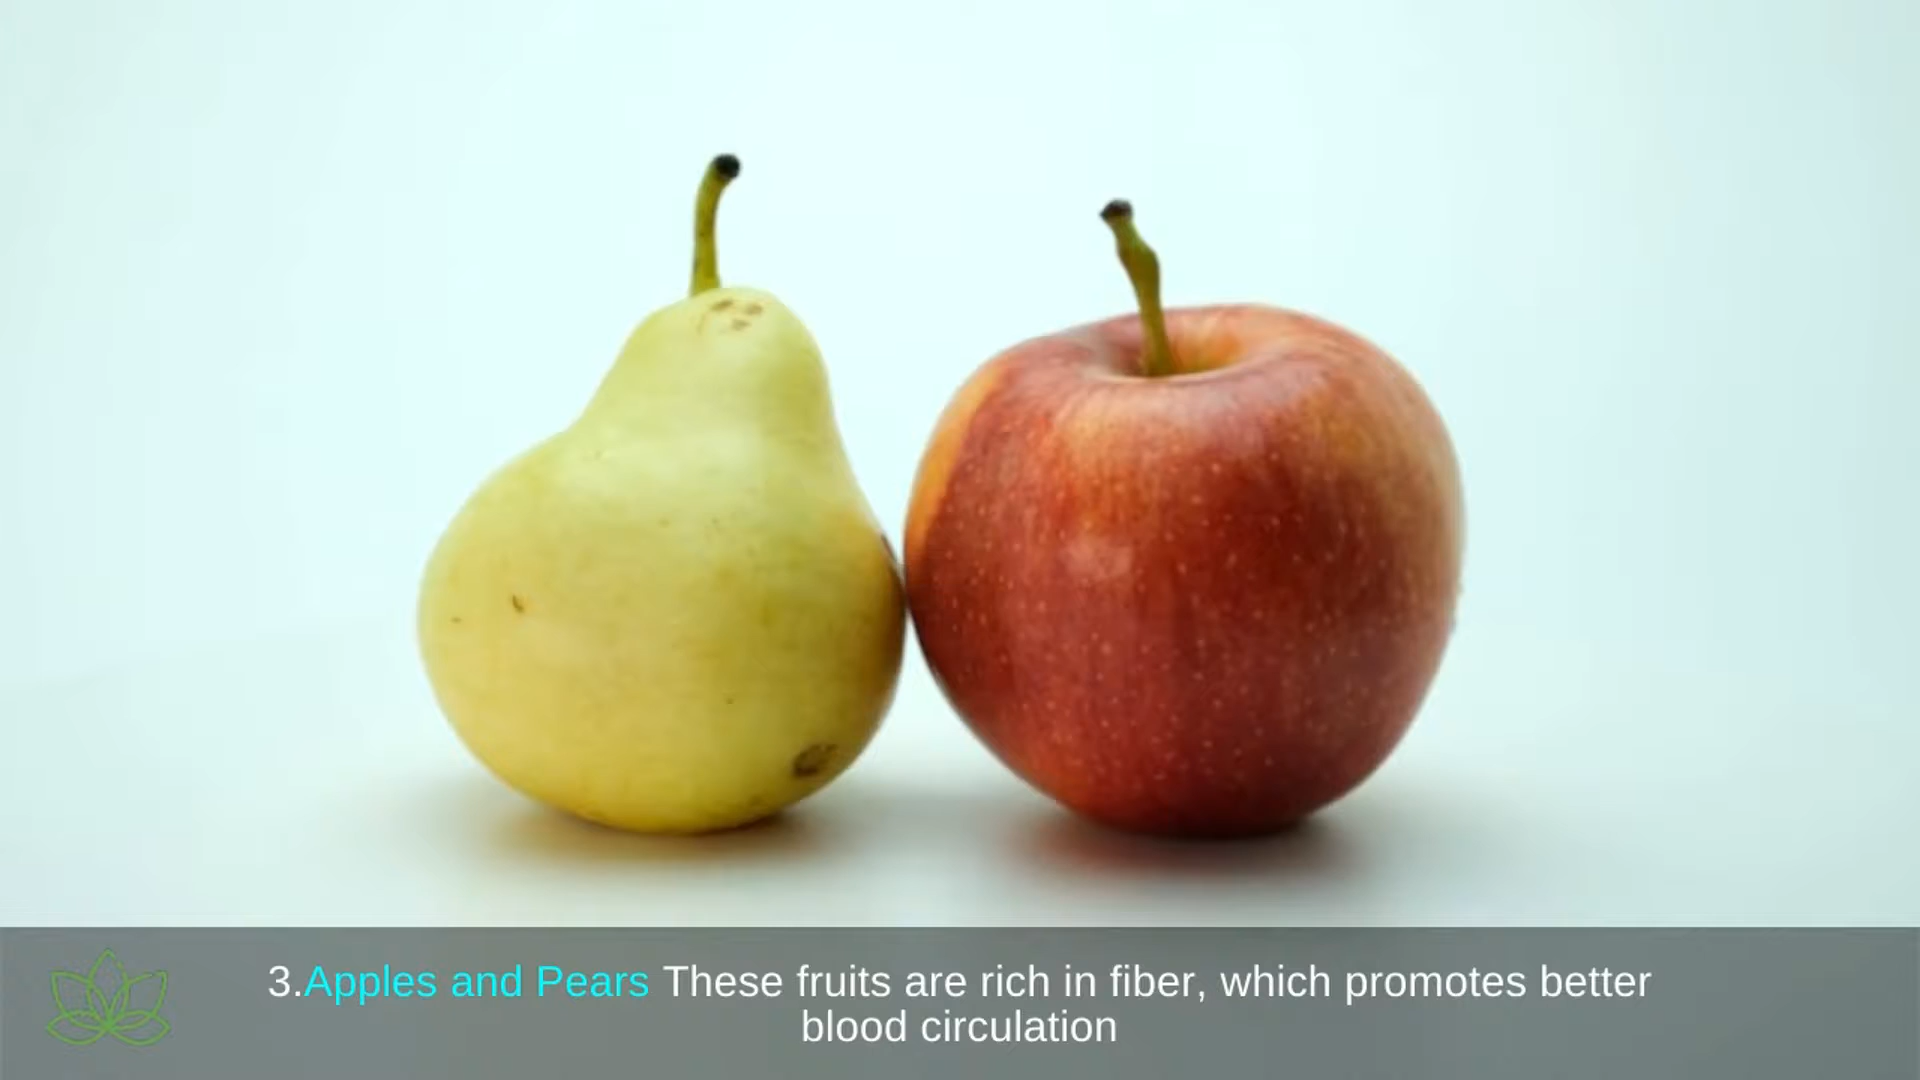 3.Apples and Pears These fruits are rich in fiber, which promotes better
blood circulation